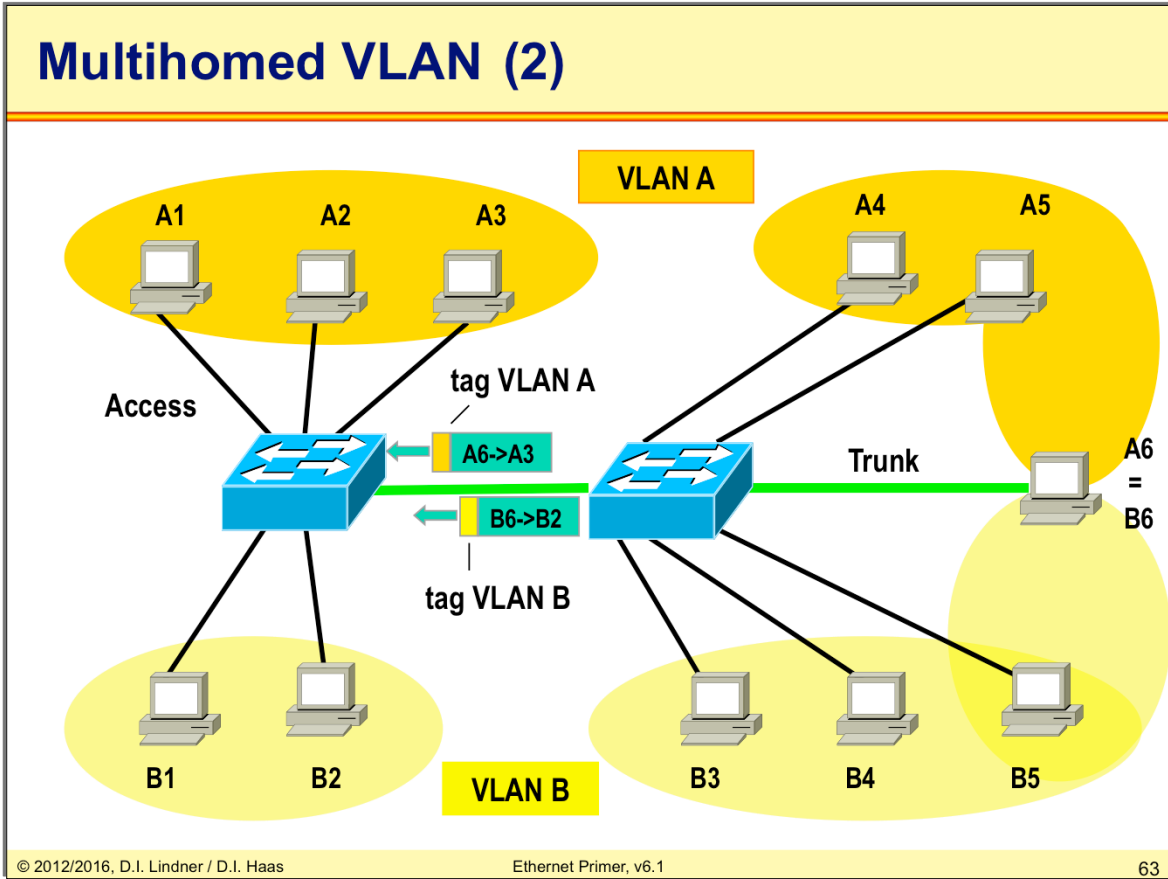 Multihomed VLAN (2)
VLAN A
A1
A2
A3
A4
A5
tag VLAN A
Access
A6->A3
Trunk
A6
=
B6
B6->B2
tag VLAN B
B1
B2
VLAN B
B3
B4
B5
© 2012/2016, D.I. Lindner / D.I. Haas
Ethernet Primer, v6.1
63